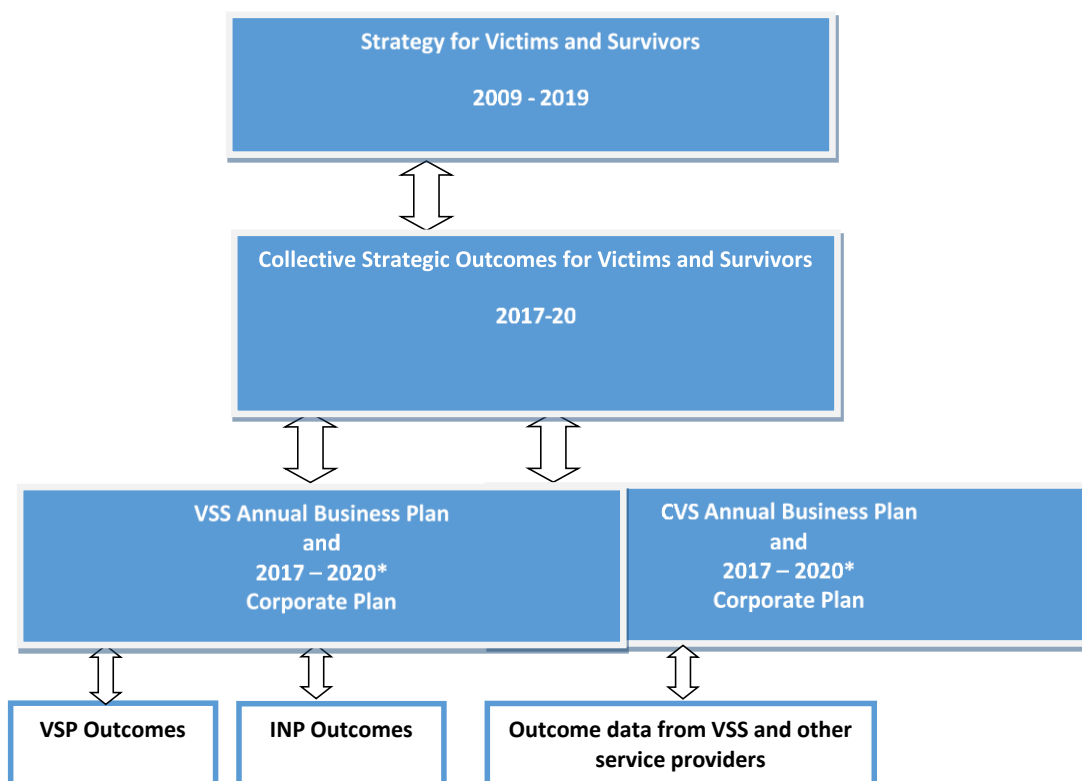 Strategy for Victims and Survivors
2009 - 2019
Collective Strategic Outcomes for Victims and Survivors
2017-20
VSS Annual Business Plan
and
2017 – 2020*
Corporate Plan
CVS Annual Business Plan
and
2017 – 2020*
Corporate Plan
VSP Outcomes
INP Outcomes
Outcome data from VSS and other
service providers